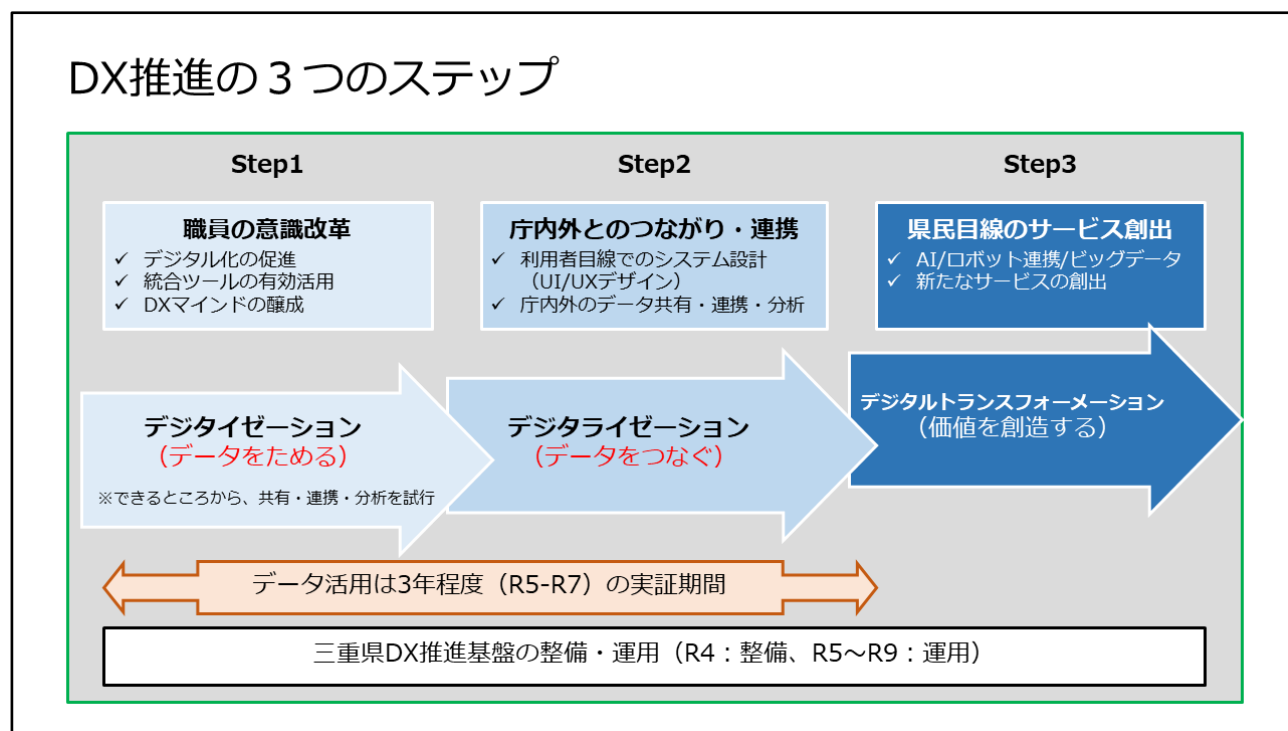 DX推進の３つのステップ
Step1
職員の意識改革
✓ デジタル化の促進
✓ 統合ツールの有効活用
✓ DXマインドの醸成
Step2
庁内外とのつながり・連携
✓ 利用者目線でのシステム設計
（UI/UXデザイン）
✓ 庁内外のデータ共有・連携・分析
Step3
県民目線のサービス創出
✓ AI/ロボット連携/ビッグデータ
✓ 新たなサービスの創出
デジタイゼーション
（データをためる）
※できるところから、共有・連携・分析を試行
デジタライゼーション
（データをつなぐ）
デジタルトランスフォーメーション
（価値を創造する）
データ活用は3年程度（R5-R7）の実証期間
三重県DX推進基盤の整備・運用（R4：整備、R5～R9：運用）